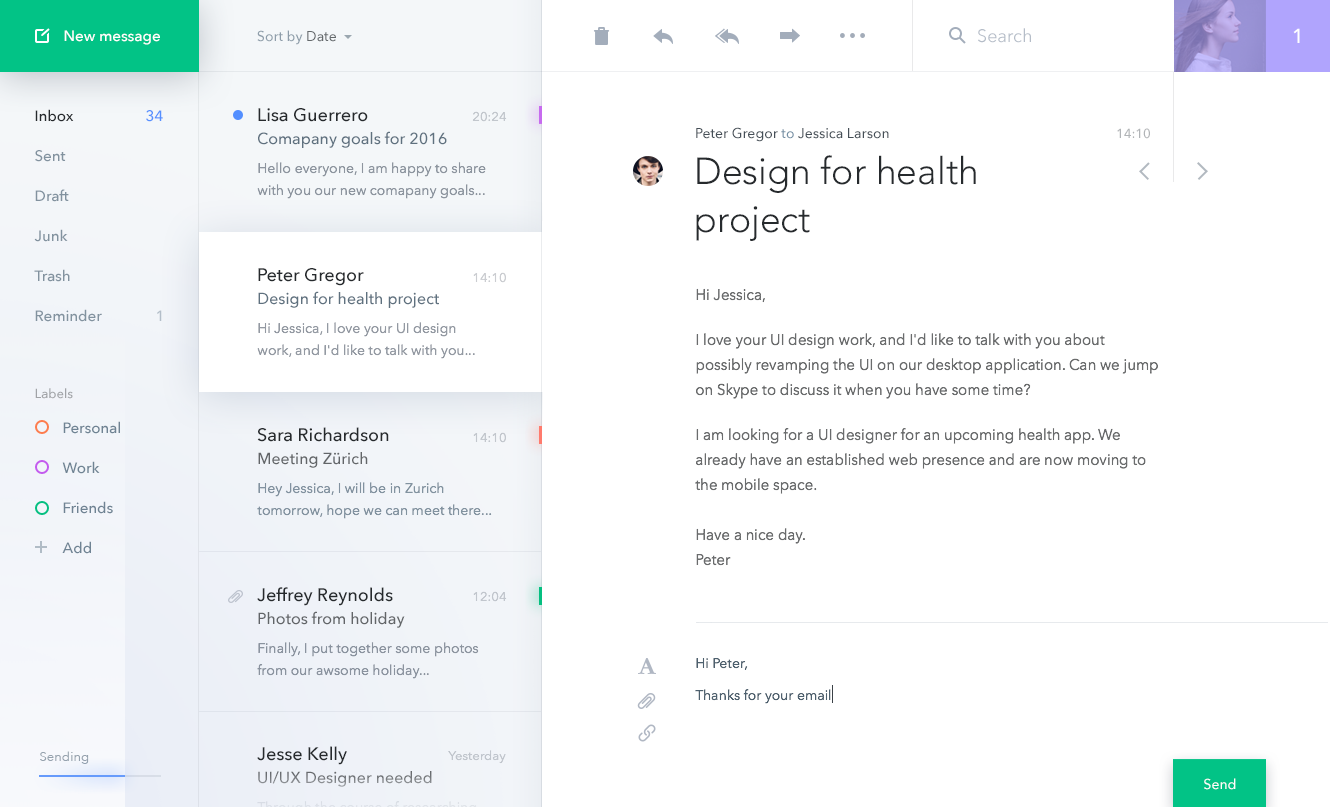 New message
Inbox 34
Sent
Draft
Junk
Trash
Reminder 1
Labels
Personal
Work
Friends
Add
Sending
Sort by Date
Lisa Guerrero 20:24
Comapany goals for 2016
Hello everyone, I am happy to share
with you our new comapany goals...
Peter Gregor 14:10
Design for health project
Hi Jessica, I love your UI design
work, and I'd like to talk with you...
Sara Richardson 14:10
Meeting Zürich
Hey Jessica, I will be in Zurich
tomorrow, hope we can meet there...
Jeffrey Reynolds 12:04
Photos from holiday
Finally, I put together some photos
from our awsome holiday...
Jesse Kelly Yesterday
UI/UX Designer needed
Through the course of researching
Search
1
Peter Gregor to Jessica Larson 14:10
Design for health
project
Hi Jessica,
I love your UI design work, and I'd like to talk with you about
possibly revamping the UI on our desktop application. Can we jump
on Skype to discuss it when you have some time?
I am looking for a UI designer for an upcoming health app. We
already have an established web presence and are now moving to
the mobile space.
Have a nice day.
Peter
A
Hi Peter,
Thanks for your email
Send